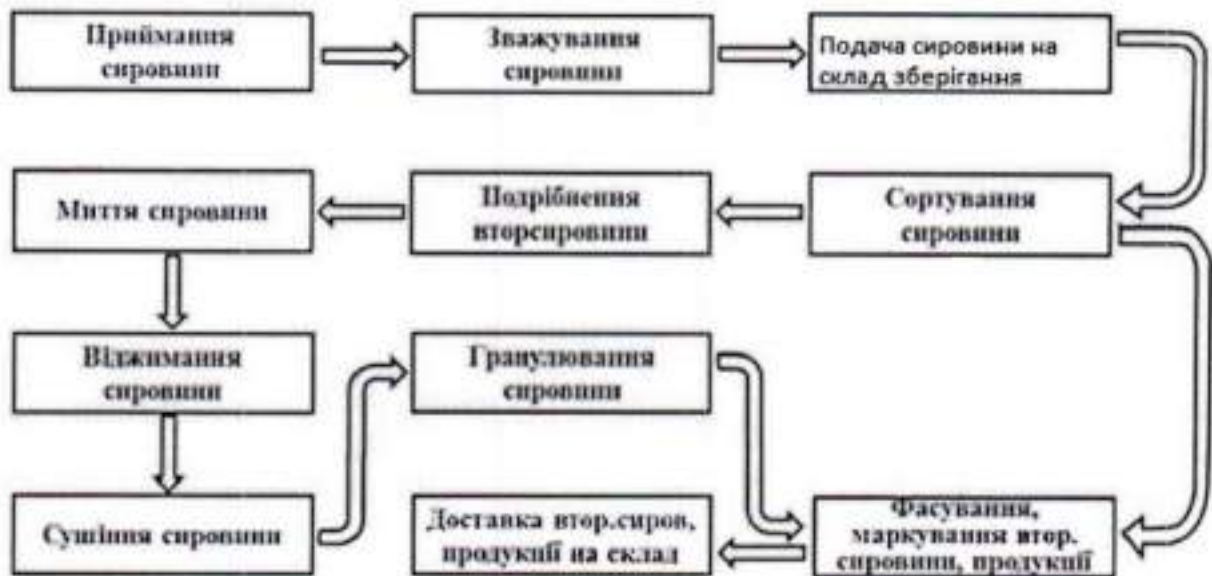 Приймання
сировини
Зважування
сировини
Подача сировини на
склад зберігання
Миття сировини
Подрібнення
вторсировини
Сортування
сировини
Віджимання
сировини
Гранулювання
сировини
Сушіння сировини
Доставка втор.сиров,
продукції на склад
Фасування,
маркування втор.
сировини, продукції